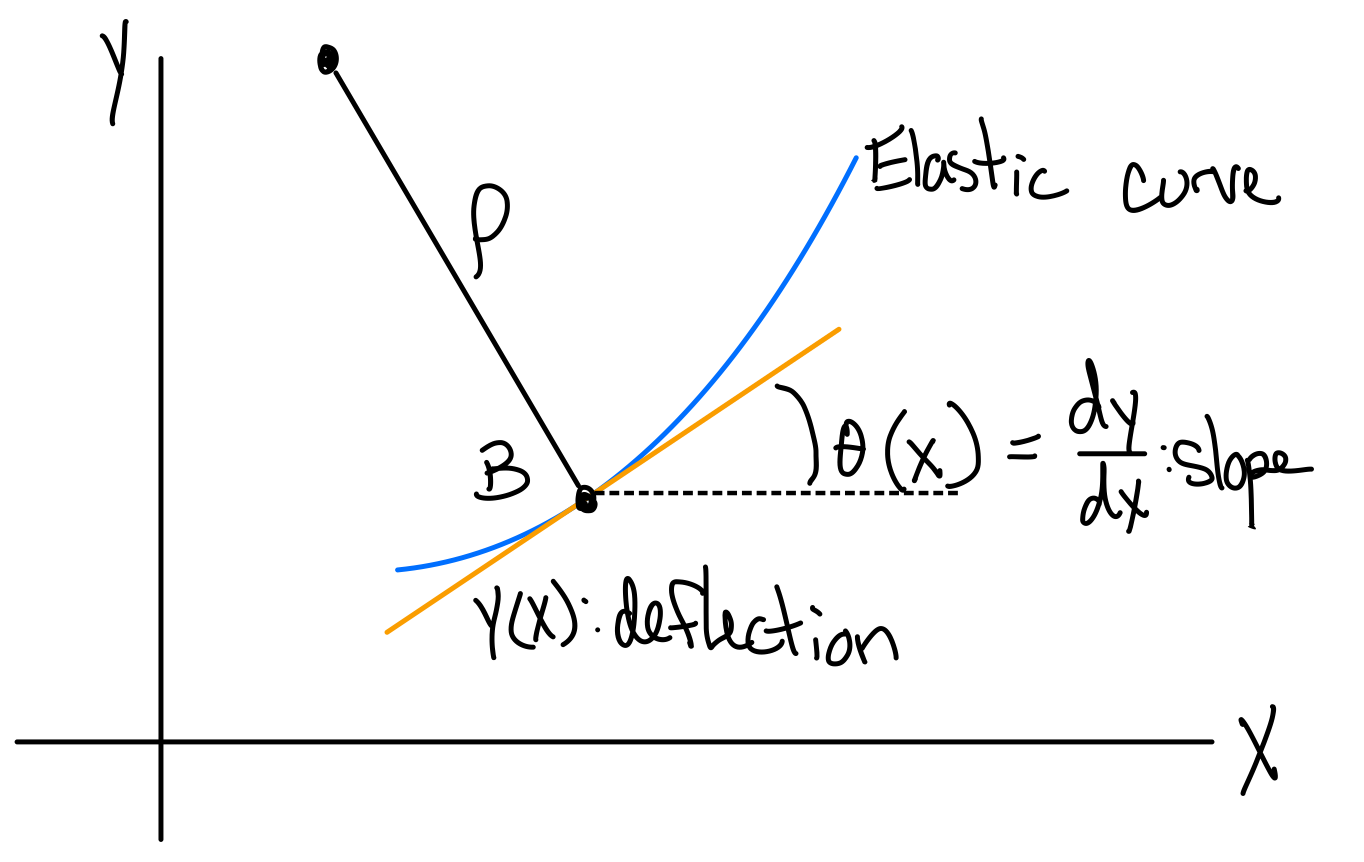 Y
Elastic curve
ρ
θ(x) = dy/dx : slope
B
Y(x): deflection
X